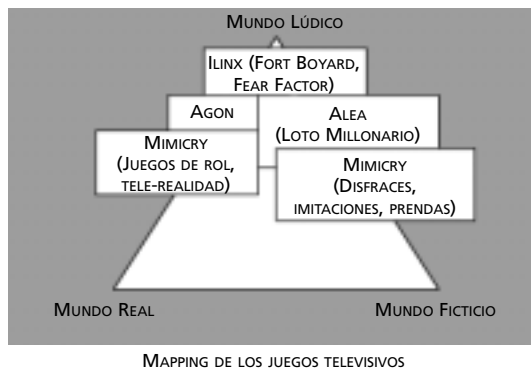 MUNDO LÚDICO
ILINX (FORT BOYARD,
FEAR FACTOR)
AGON
ALEA
(LOTO MILLONARIO)
MIMICRY
(JUEGOS DE ROL,
TELE-REALIDAD)
MIMICRY
(DISFRACES,
IMITACIONES, PRENDAS)
MUNDO REAL
MUNDO FICTICIO
MAPPING DE LOS JUEGOS TELEVISIVOS